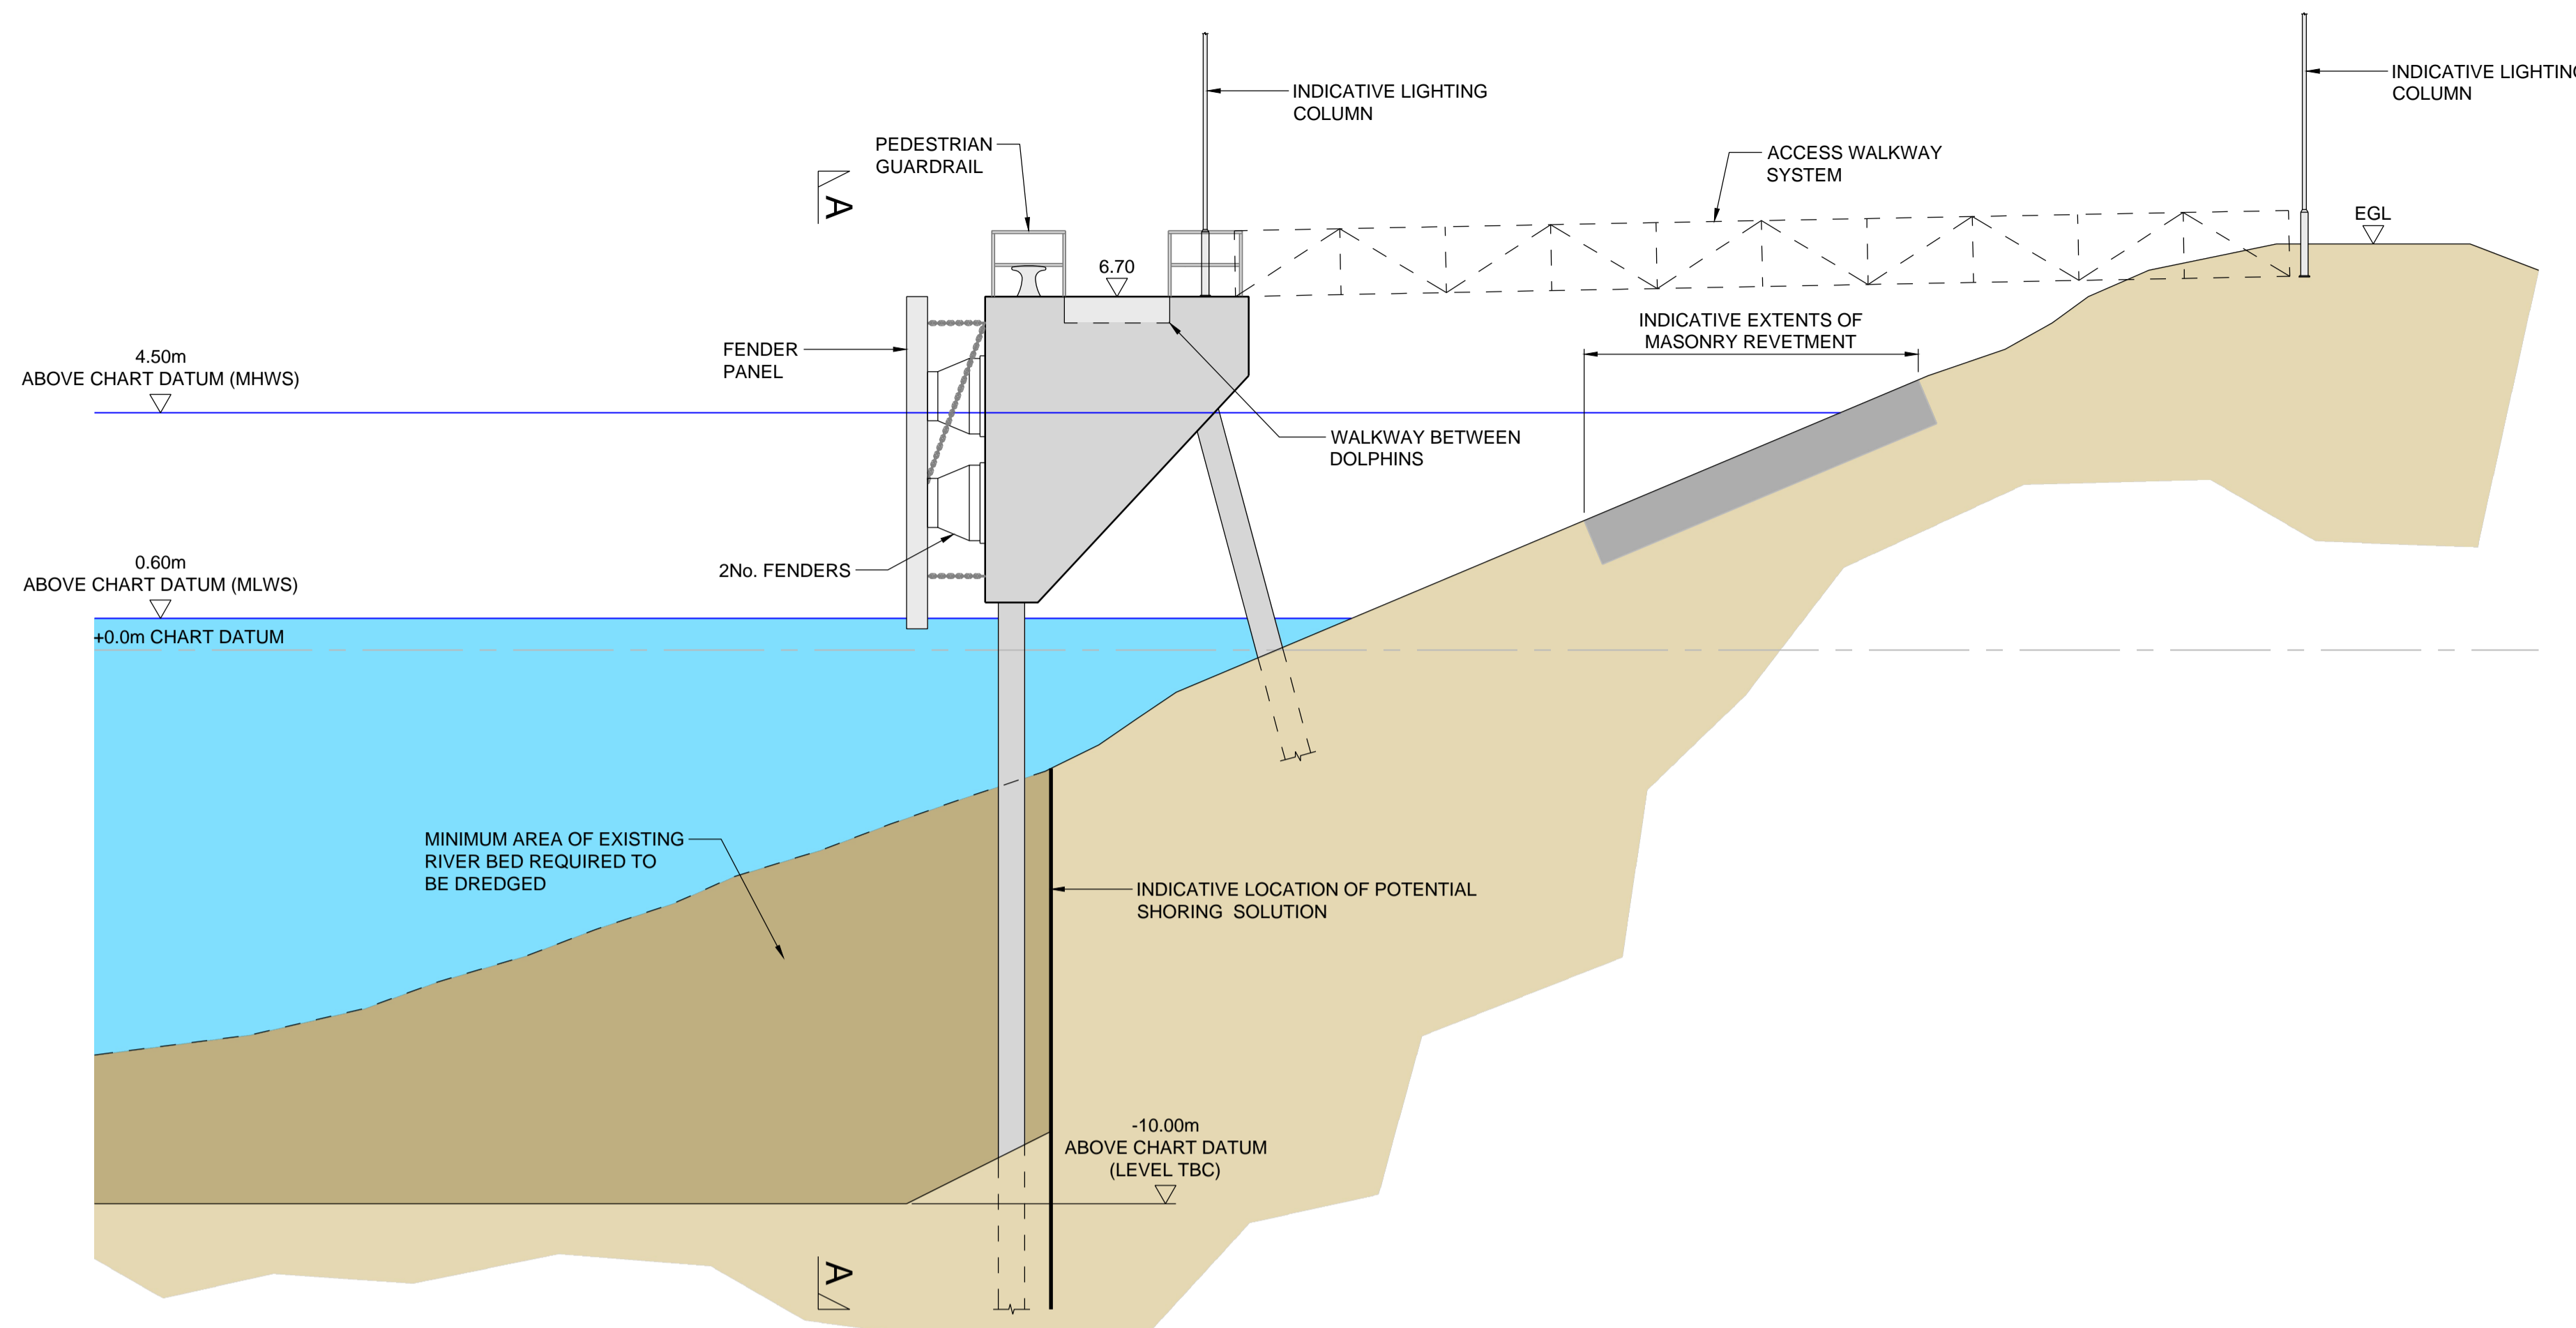 INDICATIVE LIGHTING
COLUMN
INDICATIVE LIGHTING
COLUMN
PEDESTRIAN
GUARDRAIL
ACCESS WALKWAY
SYSTEM
A
EGL
6.70
INDICATIVE EXTENTS OF
MASONRY REVETMENT
FENDER
PANEL
4.50m
ABOVE CHART DATUM (MHWS)
WALKWAY BETWEEN
DOLPHINS
2No. FENDERS
0.60m
ABOVE CHART DATUM (MLWS)
+0.0m CHART DATUM
MINIMUM AREA OF EXISTING
RIVER BED REQUIRED TO
BE DREDGED
INDICATIVE LOCATION OF POTENTIAL
SHORING SOLUTION
-10.00m
ABOVE CHART DATUM
(LEVEL TBC)
A